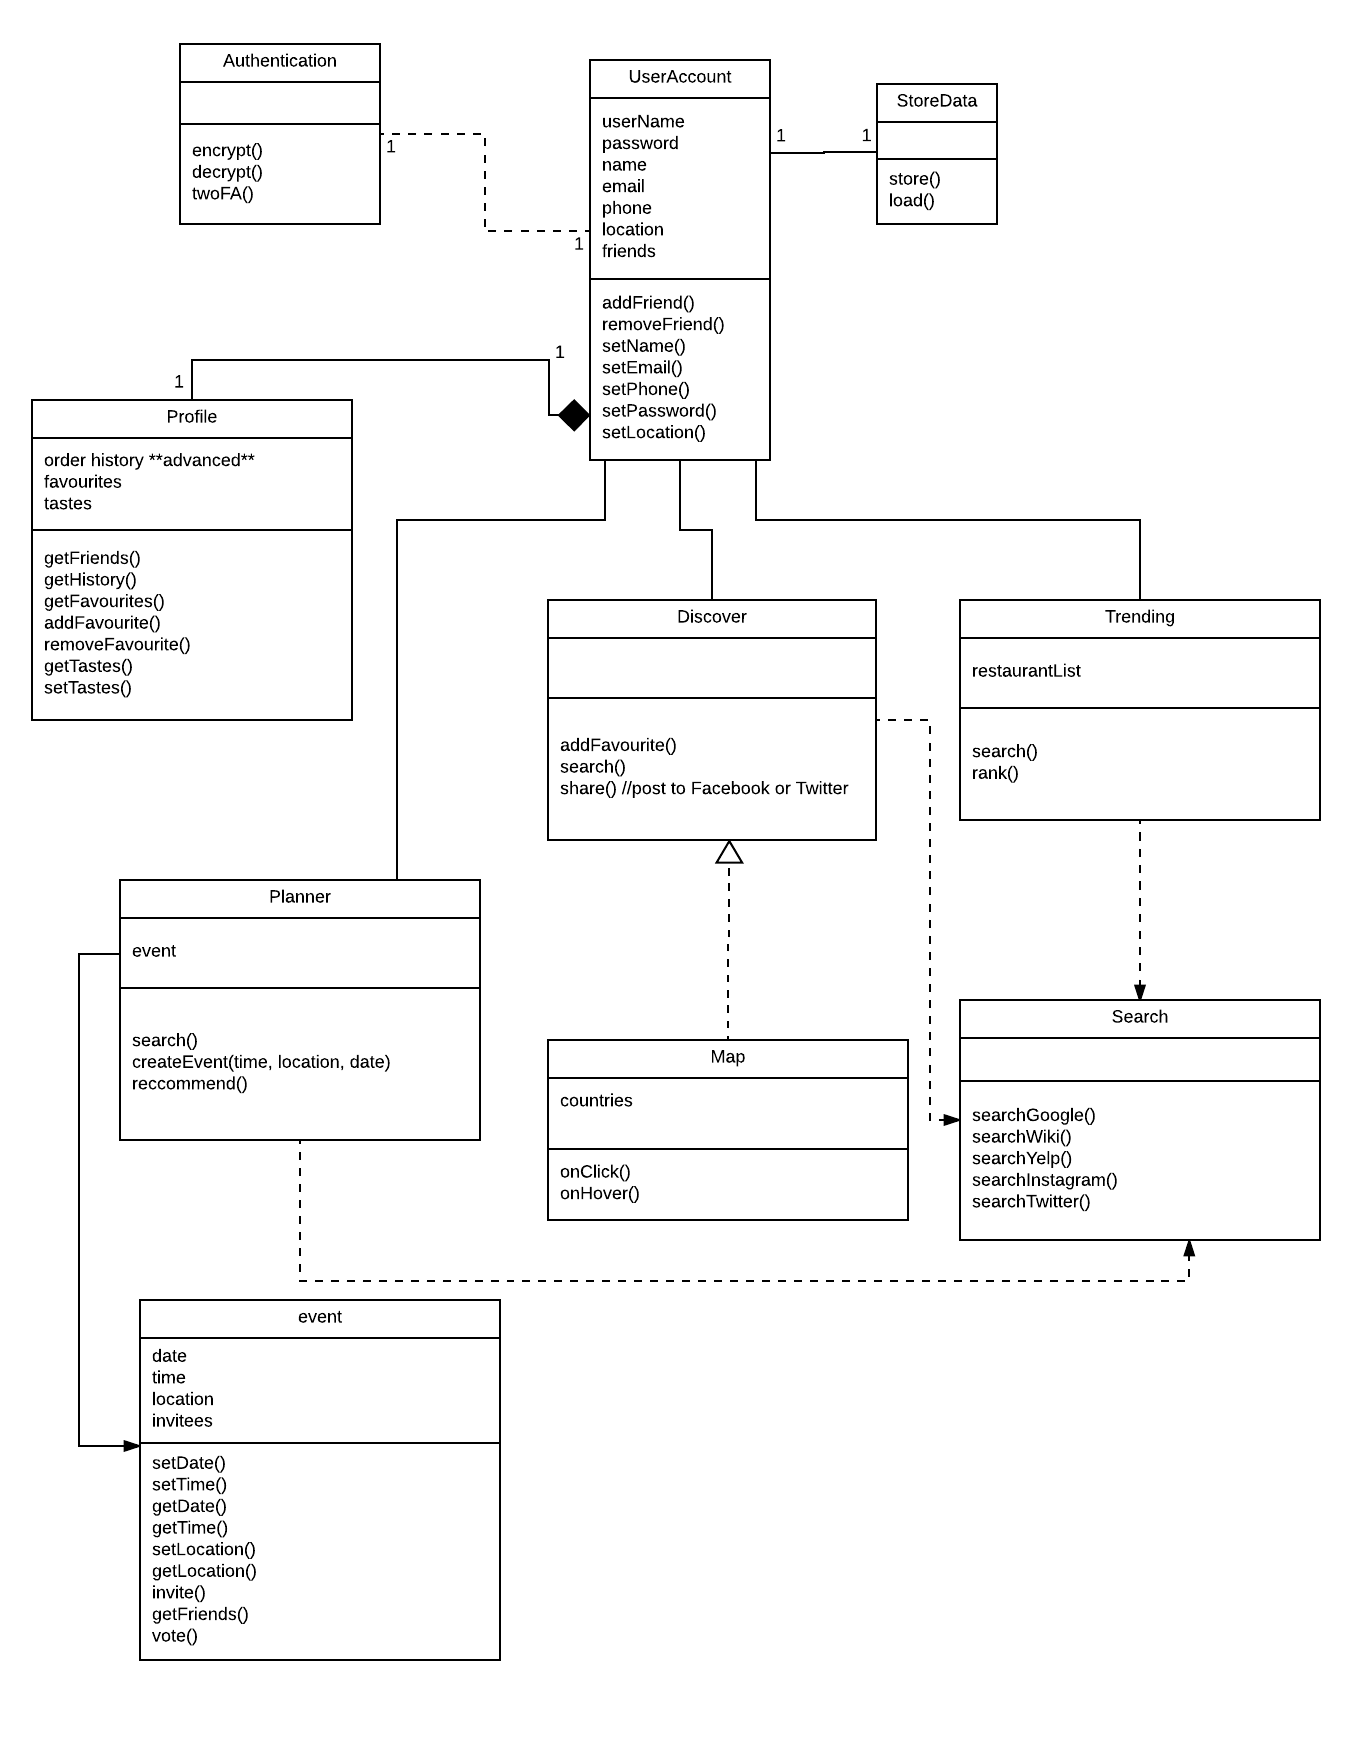 Authentication
encrypt()
decrypt()
twoFA()
1
1
UserAccount
userName
password
name
email
phone
location
friends
addFriend()
removeFriend()
setName()
setEmail()
setPhone()
setPassword()
setLocation()
1
1
StoreData
store()
load()
1
1
Profile
order history **advanced**
favourites
tastes
getFriends()
getHistory()
getFavourites()
addFavourite()
removeFavourite()
getTastes()
setTastes()
Discover
addFavourite()
search()
share() //post to Facebook or Twitter
Trending
restaurantList
search()
rank()
Planner
event
search()
createEvent(time, location, date)
reccommend()
Map
countries
onClick()
onHover()
Search
searchGoogle()
searchWiki()
searchYelp()
searchInstagram()
searchTwitter()
event
date
time
location
invitees
setDate()
setTime()
getDate()
getTime()
setLocation()
getLocation()
invite()
getFriends()
vote()